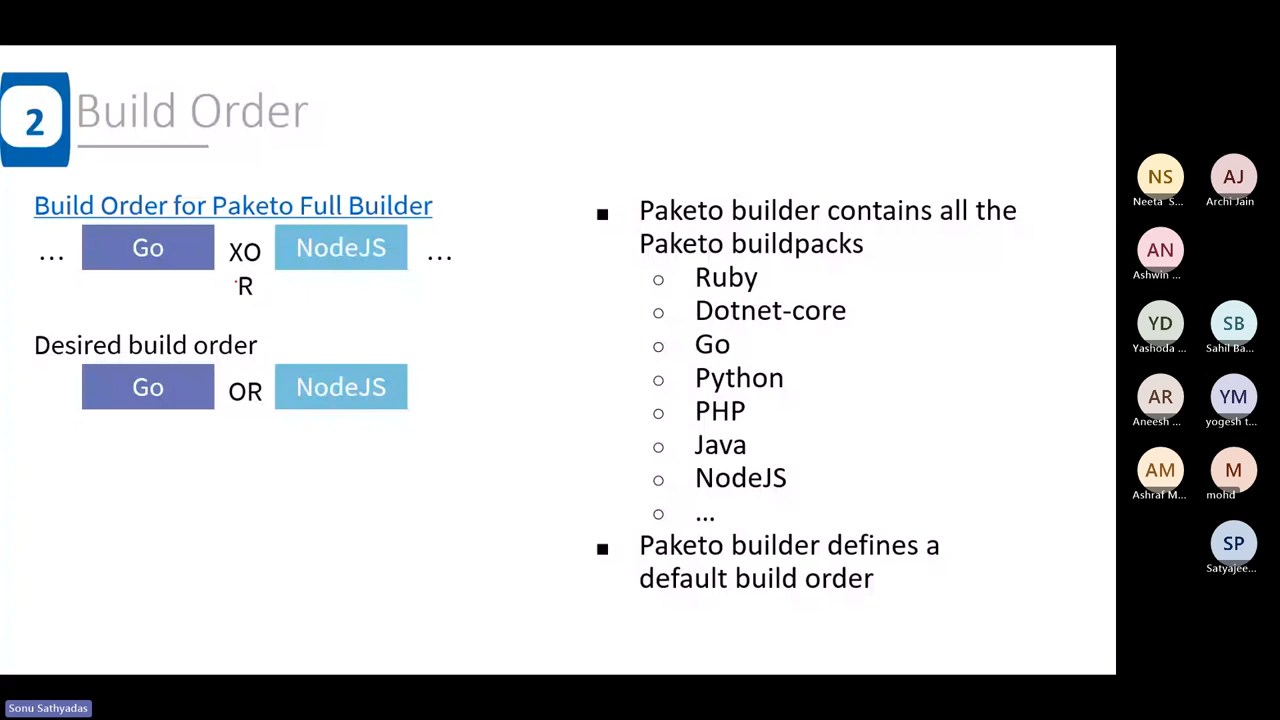 2
Build Order
Build Order for Paketo Full Builder
… Go XO NodeJS …
R
Desired build order
Go OR NodeJS
■ Paketo builder contains all the
Paketo buildpacks
○ Ruby
○ Dotnet-core
○ Go
○ Python
○ PHP
○ Java
○ NodeJS
○ …
■ Paketo builder defines a
default build order
NS AJ
Neeta S... Archi Jain
AN
Ashwin ...
YD SB
Yashoda ... Sahil Ba...
AR YM
Aneesh ... yogesh t...
AM M
Ashraf M... mohd
SP
Satyajee...
Sonu Sathyadas